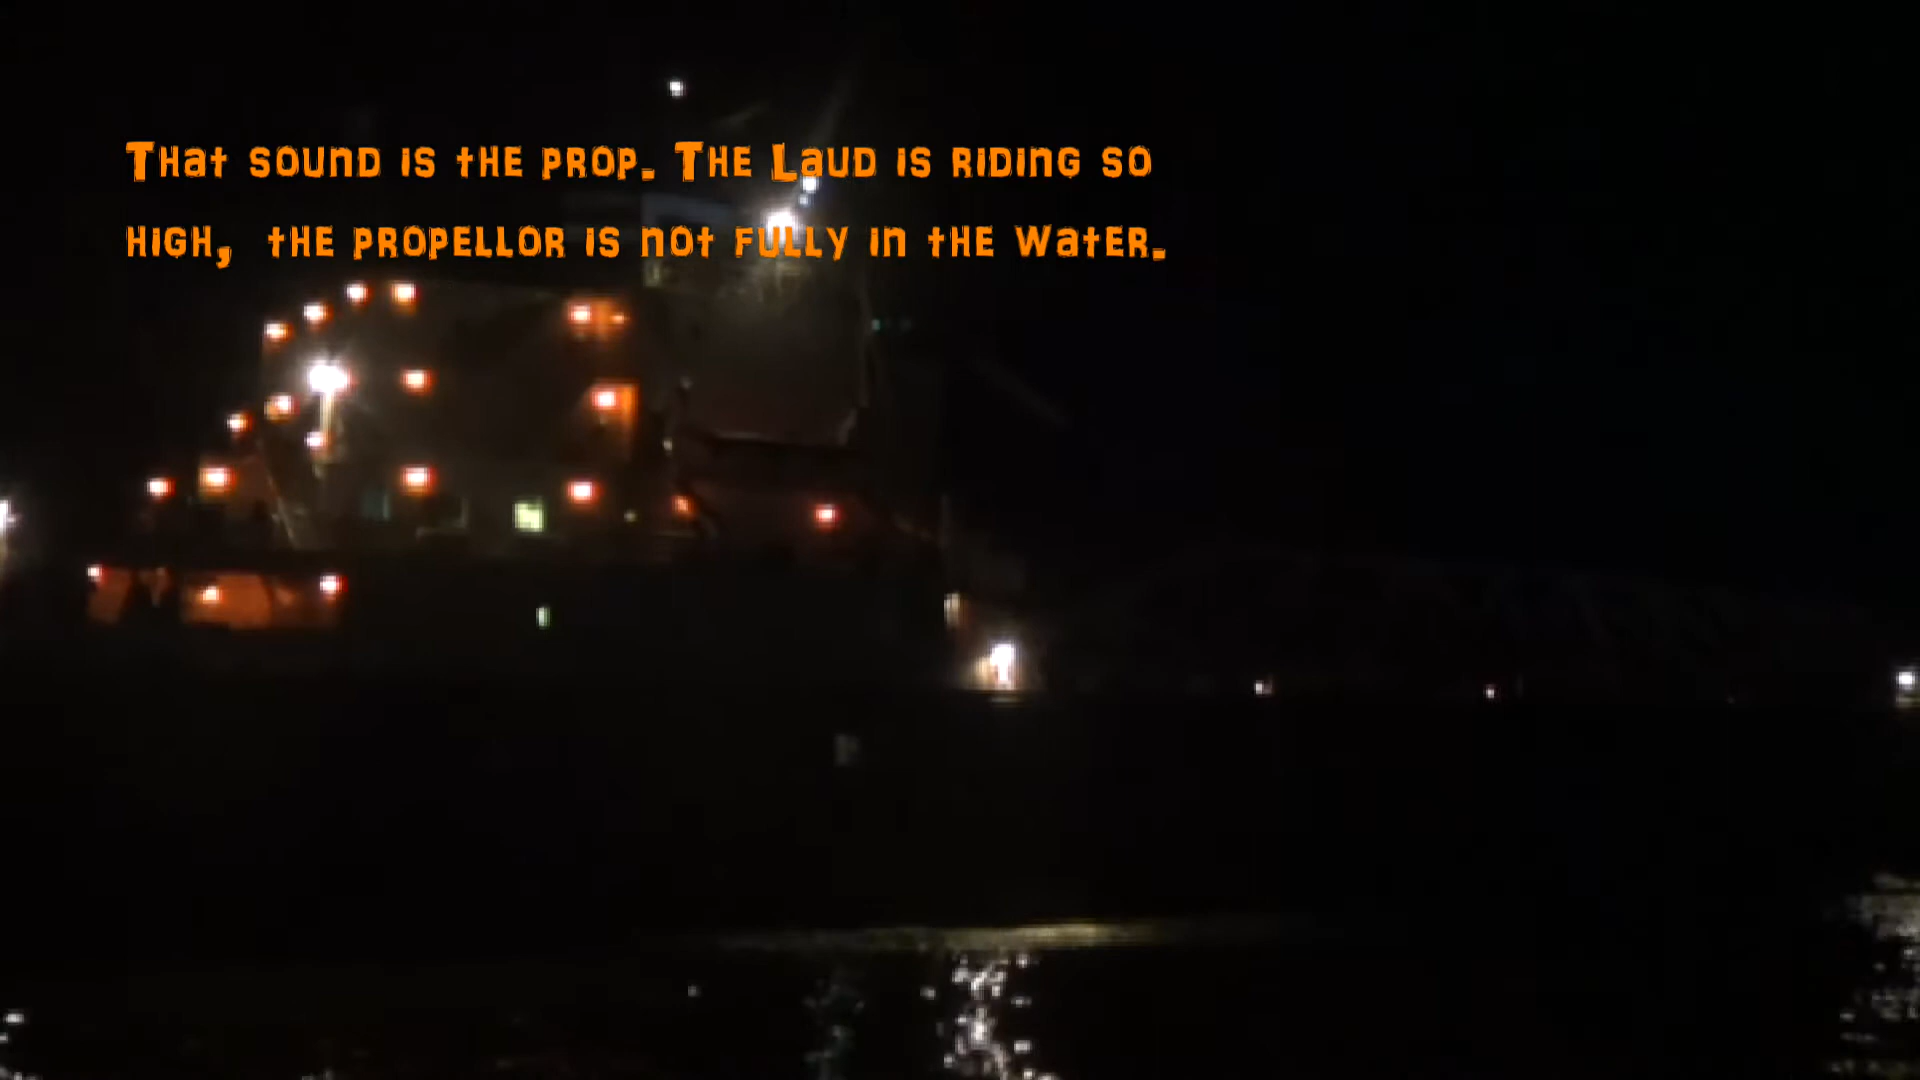 That sound is the prop. The Laud is riding so
high, the propellor is not fully in the water.